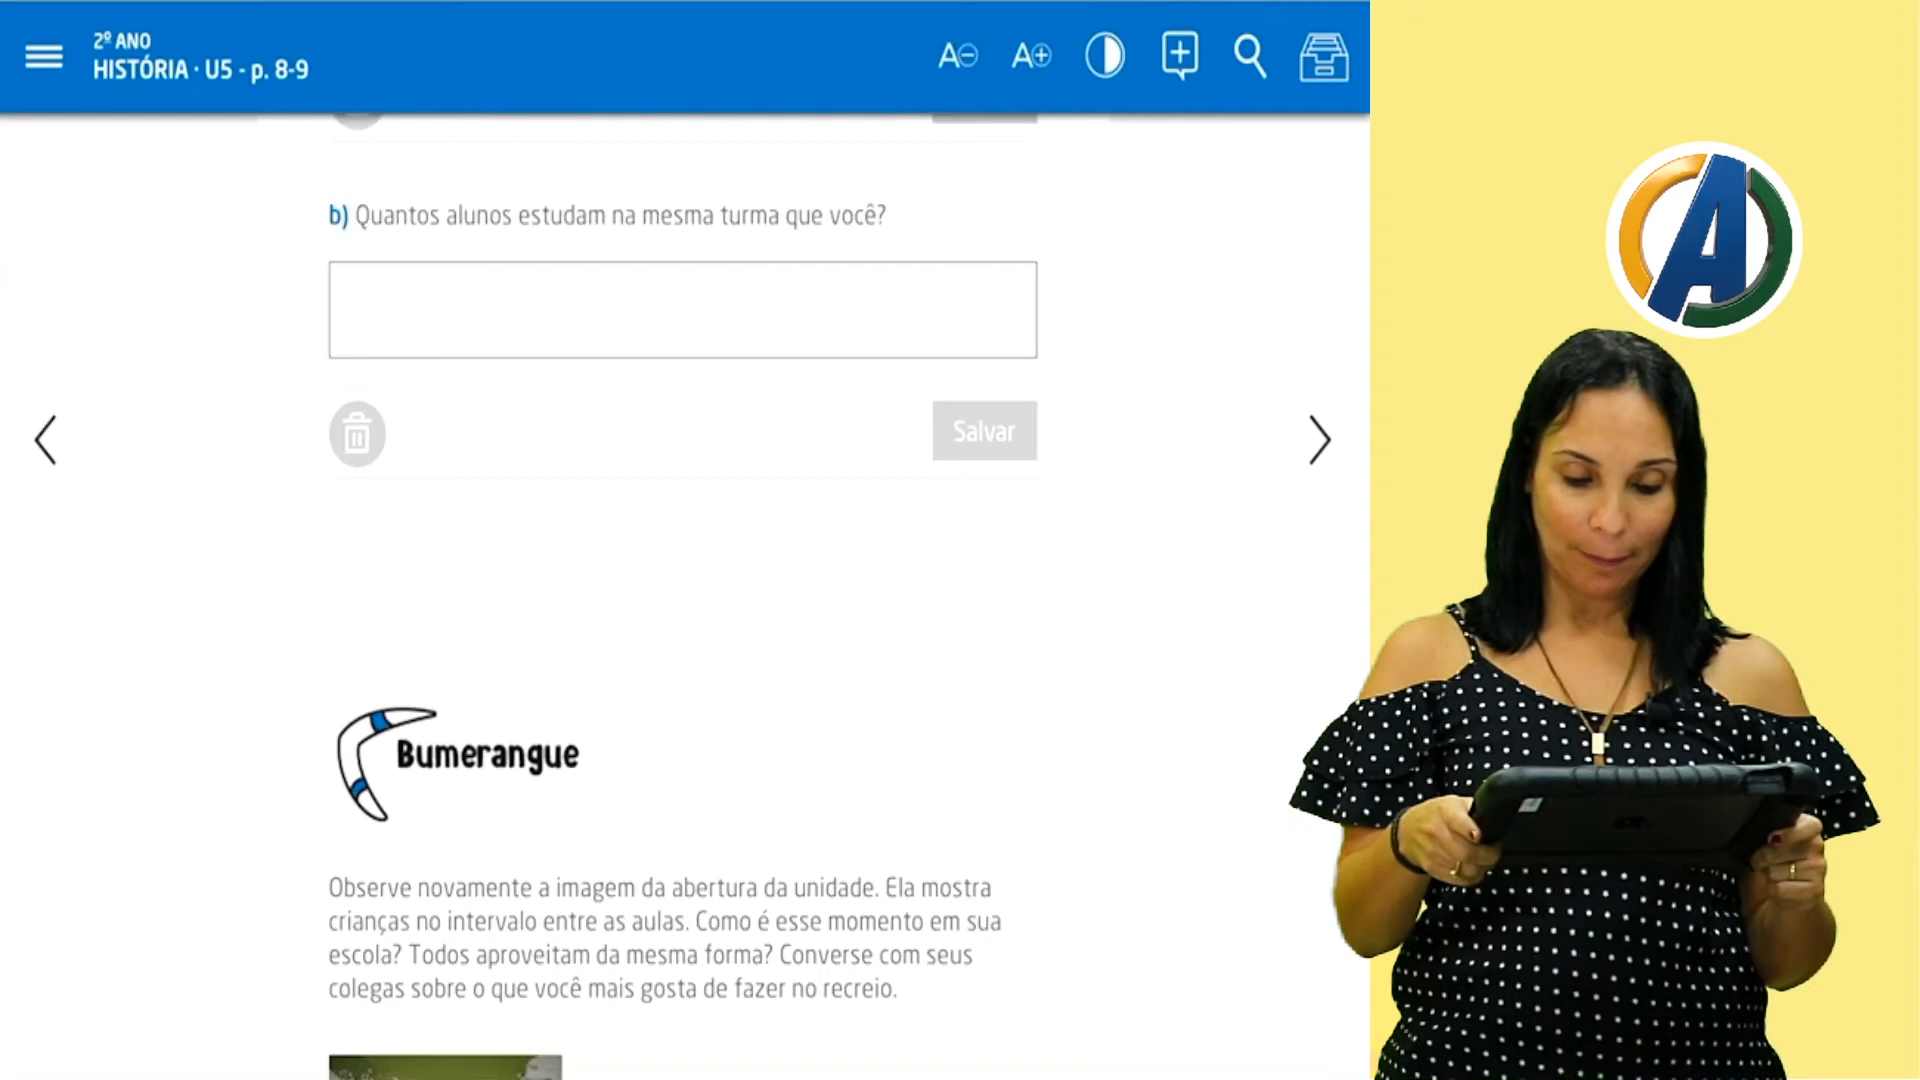 2º ANO
HISTÓRIA · U5 - p. 8-9
A
A
b) Quantos alunos estudam na mesma turma que você?
Salvar
Bumerangue
Observe novamente a imagem da abertura da unidade. Ela mostra
crianças no intervalo entre as aulas. Como é esse momento em sua
escola? Todos aproveitam da mesma forma? Converse com seus
colegas sobre o que você mais gosta de fazer no recreio.
A